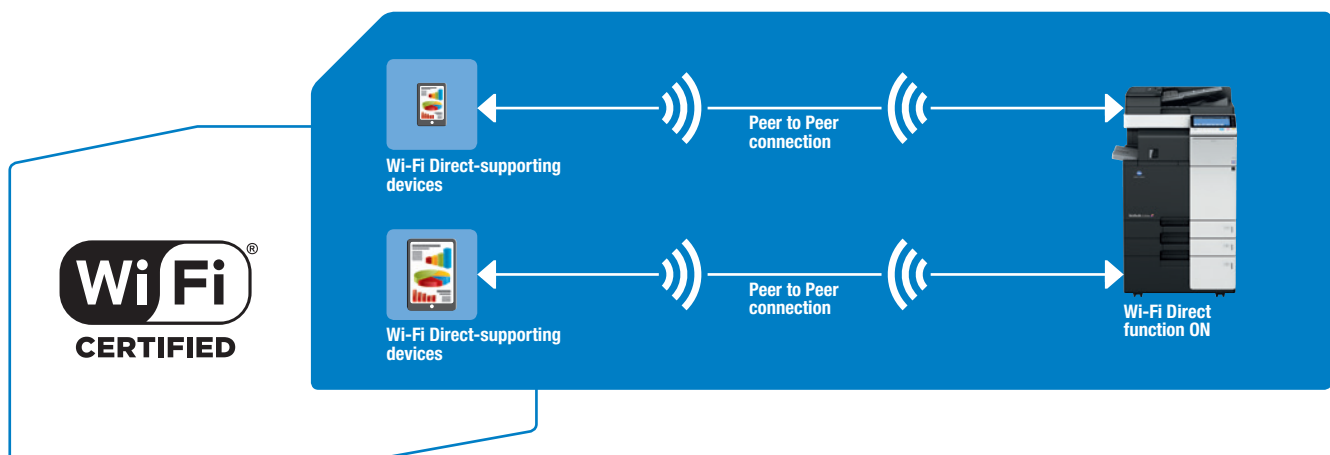 Peer to Peer
connection
Wi-Fi Direct-supporting
devices
Wi Fi®
CERTIFIED
Peer to Peer
connection
Wi-Fi Direct
function ON
Wi-Fi Direct-supporting
devices